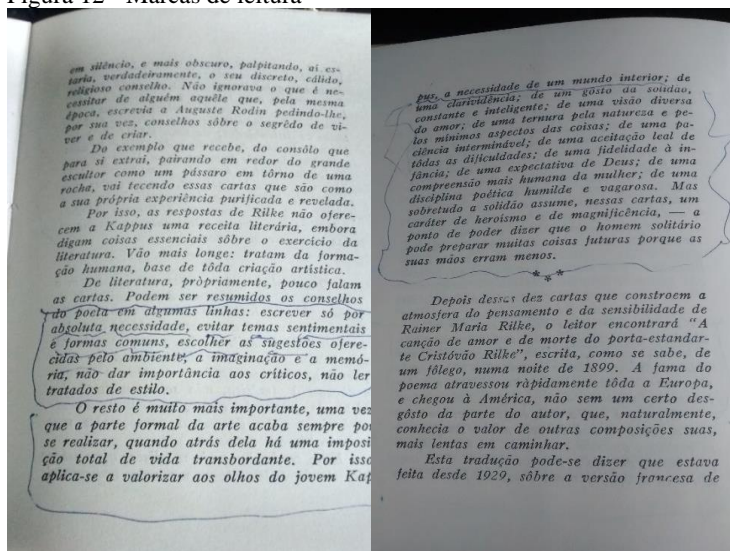 Figura 12 - Marcas de leitura
em silêncio, e mais obscuro, palpitando, aí es-
taria, verdadeiramente, o seu discreto, cálido,
religioso conselho. Não ignorava o que é ne-
cessitar de alguém aquêle que, pela mesma
época, escrevia a Auguste Rodin pedindo-lhe,
por sua vez, conselhos sôbre o segrêdo de vi-
ver e de criar.
Do exemplo que recebe, do consôlo que
para si extrai, pairando em redor do grande
escultor como um pássaro em tôrno de uma
rocha, vai tecendo essas cartas que são como
a sua própria experiência purificada e revelada.
Por isso, as respostas de Rilke não ofere-
cem a Kappus uma receita literária, embora
digam coisas essenciais sôbre o exercício da
literatura. Vão mais longe: tratam da forma-
ção humana, base de tôda criação artística.
De literatura, pròpriamente, pouco falam
as cartas. Podem ser resumidos os conselhos
do poeta em algumas linhas: escrever só por
absoluta necessidade, evitar temas sentimentais
e formas comuns, escolher as sugestões ofere-
cidas pelo ambiente, a imaginação e a memó-
ria, não dar importância aos críticos, não ler
tratados de estilo.
O resto é muito mais importante, uma vez
que a parte formal da arte acaba sempre po
se realizar, quando atrás dela há uma imposi
ção total de vida transbordante. Por isso
aplica-se a valorizar aos olhos do jovem Kap
pus, a necessidade de um mundo interior; de
uma clarividência; de um gôsto da solidão,
constante e inteligente; de uma visão diversa
do amor; de uma ternura pela natureza e pe-
los mínimos aspectos das coisas; de uma pa-
ciência interminável; de uma aceitação leal de
tôdas as dificuldades; de uma fidelidade à in-
fância; de uma expectativa de Deus; de uma
compreensão mais humana da mulher; de uma
disciplina poética humilde e vagarosa. Mas
sobretudo a solidão assume, nessas cartas, um
caráter de heroísmo e de magnificência, — a
ponto de poder dizer que o homem solitário
pode preparar muitas coisas futuras porque as
suas mãos erram menos.
* * *
Depois dessas dez cartas que constroem a
atmosfera do pensamento e da sensibilidade de
Rainer Maria Rilke, o leitor encontrará "A
canção de amor e de morte do porta-estandar-
te Cristóvão Rilke", escrita, como se sabe, de
um fôlego, numa noite de 1899. A fama do
poema atravessou ràpidamente tôda a Europa,
e chegou à América, não sem um certo des-
gôsto da parte do autor, que, naturalmente,
conhecia o valor de outras composições suas,
mais lentas em caminhar.
Esta tradução pode-se dizer que estava
feita desde 1929, sôbre a versão francesa de